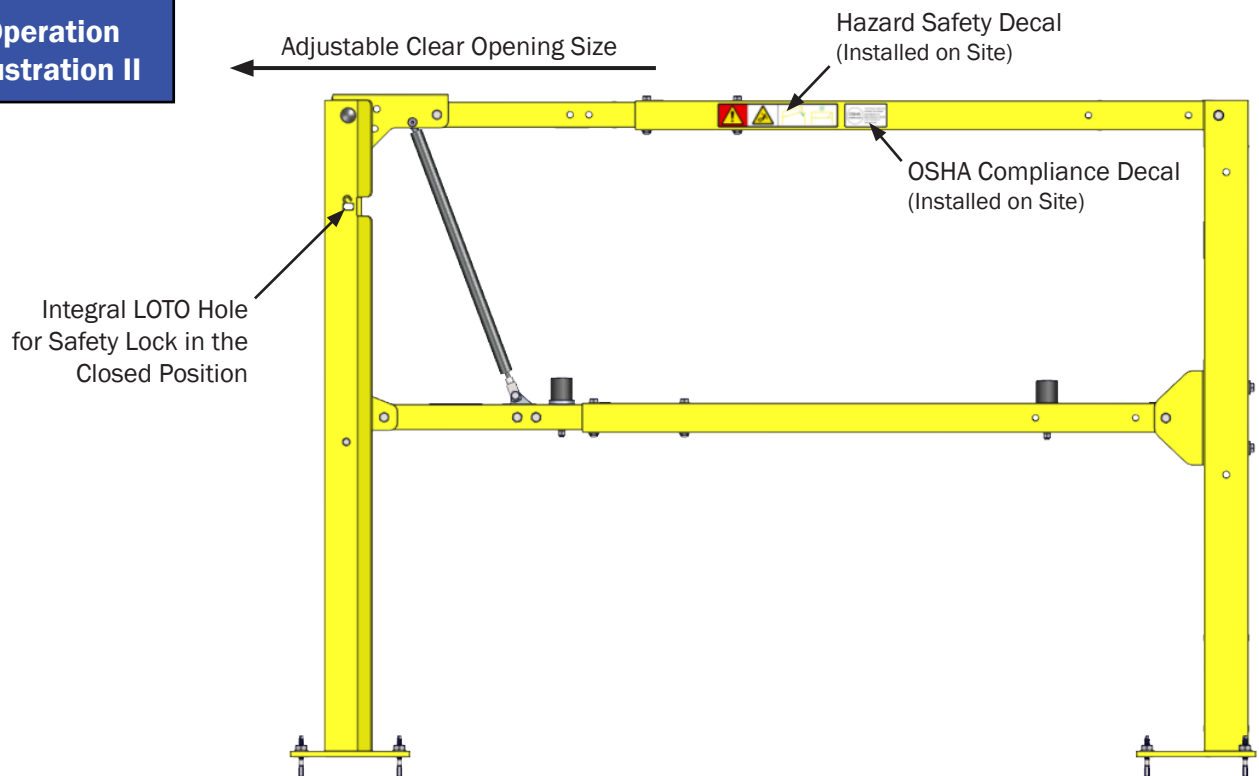 peration
ustration II
Adjustable Clear Opening Size
Hazard Safety Decal
(Installed on Site)
OSHA Compliance Decal
(Installed on Site)
Integral LOTO Hole
for Safety Lock in the
Closed Position